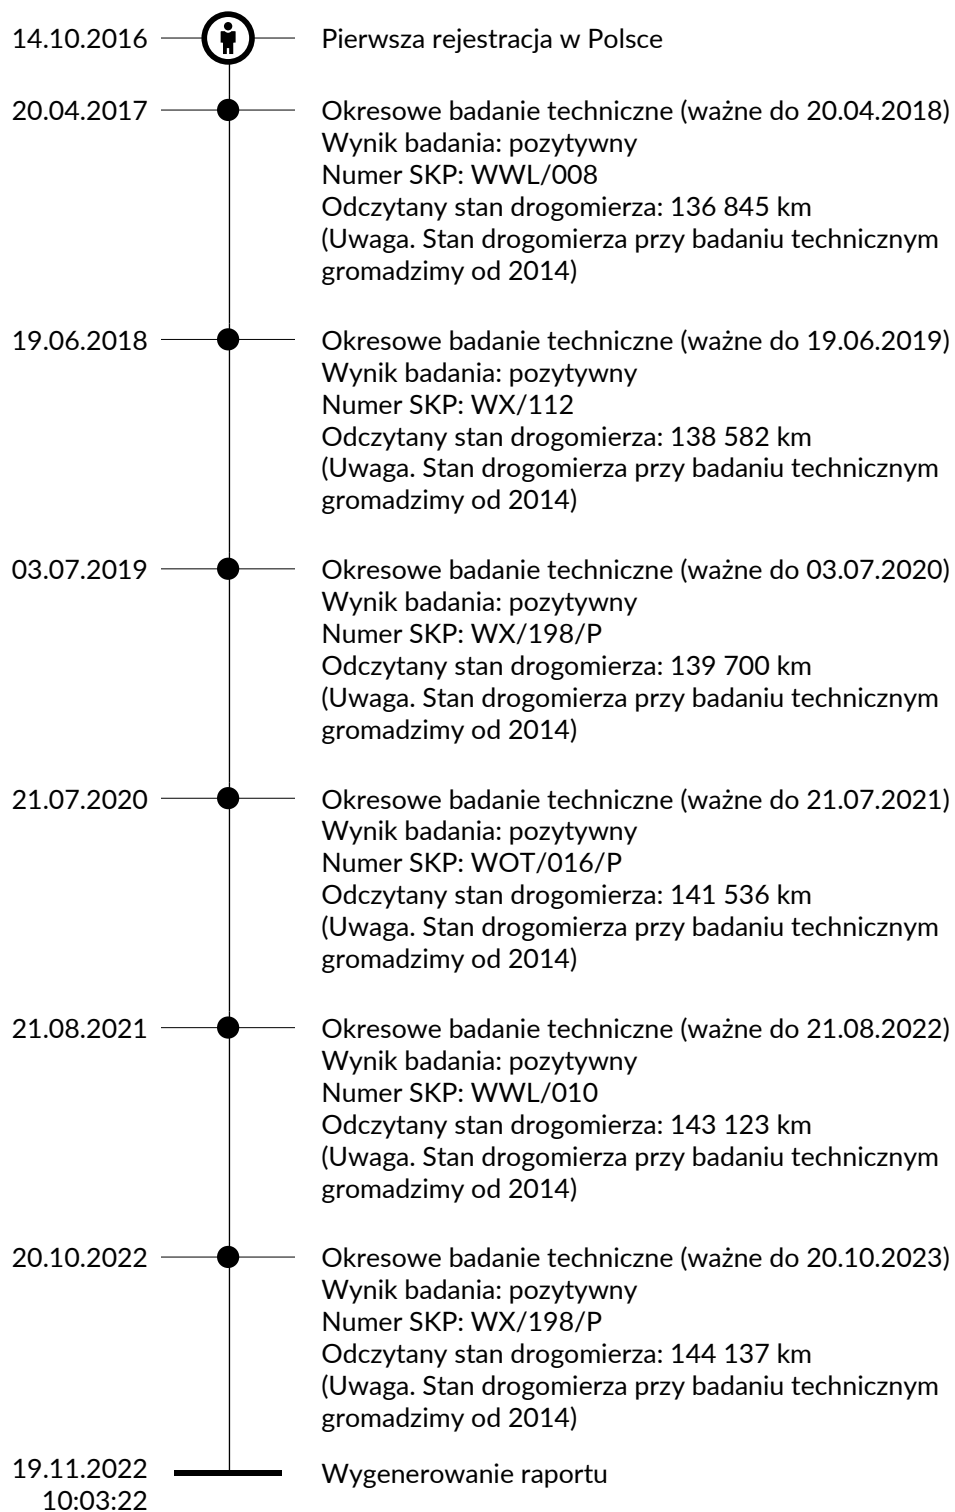 14.10.2016 Pierwsza rejestracja w Polsce
20.04.2017 Okresowe badanie techniczne (ważne do 20.04.2018)
Wynik badania: pozytywny
Numer SKP: WWL/008
Odczytany stan drogomierza: 136 845 km
(Uwaga. Stan drogomierza przy badaniu technicznym
gromadzimy od 2014)
19.06.2018 Okresowe badanie techniczne (ważne do 19.06.2019)
Wynik badania: pozytywny
Numer SKP: WX/112
Odczytany stan drogomierza: 138 582 km
(Uwaga. Stan drogomierza przy badaniu technicznym
gromadzimy od 2014)
03.07.2019 Okresowe badanie techniczne (ważne do 03.07.2020)
Wynik badania: pozytywny
Numer SKP: WX/198/P
Odczytany stan drogomierza: 139 700 km
(Uwaga. Stan drogomierza przy badaniu technicznym
gromadzimy od 2014)
21.07.2020 Okresowe badanie techniczne (ważne do 21.07.2021)
Wynik badania: pozytywny
Numer SKP: WOT/016/P
Odczytany stan drogomierza: 141 536 km
(Uwaga. Stan drogomierza przy badaniu technicznym
gromadzimy od 2014)
21.08.2021 Okresowe badanie techniczne (ważne do 21.08.2022)
Wynik badania: pozytywny
Numer SKP: WWL/010
Odczytany stan drogomierza: 143 123 km
(Uwaga. Stan drogomierza przy badaniu technicznym
gromadzimy od 2014)
20.10.2022 Okresowe badanie techniczne (ważne do 20.10.2023)
Wynik badania: pozytywny
Numer SKP: WX/198/P
Odczytany stan drogomierza: 144 137 km
(Uwaga. Stan drogomierza przy badaniu technicznym
gromadzimy od 2014)
19.11.2022 Wygenerowanie raportu
10:03:22